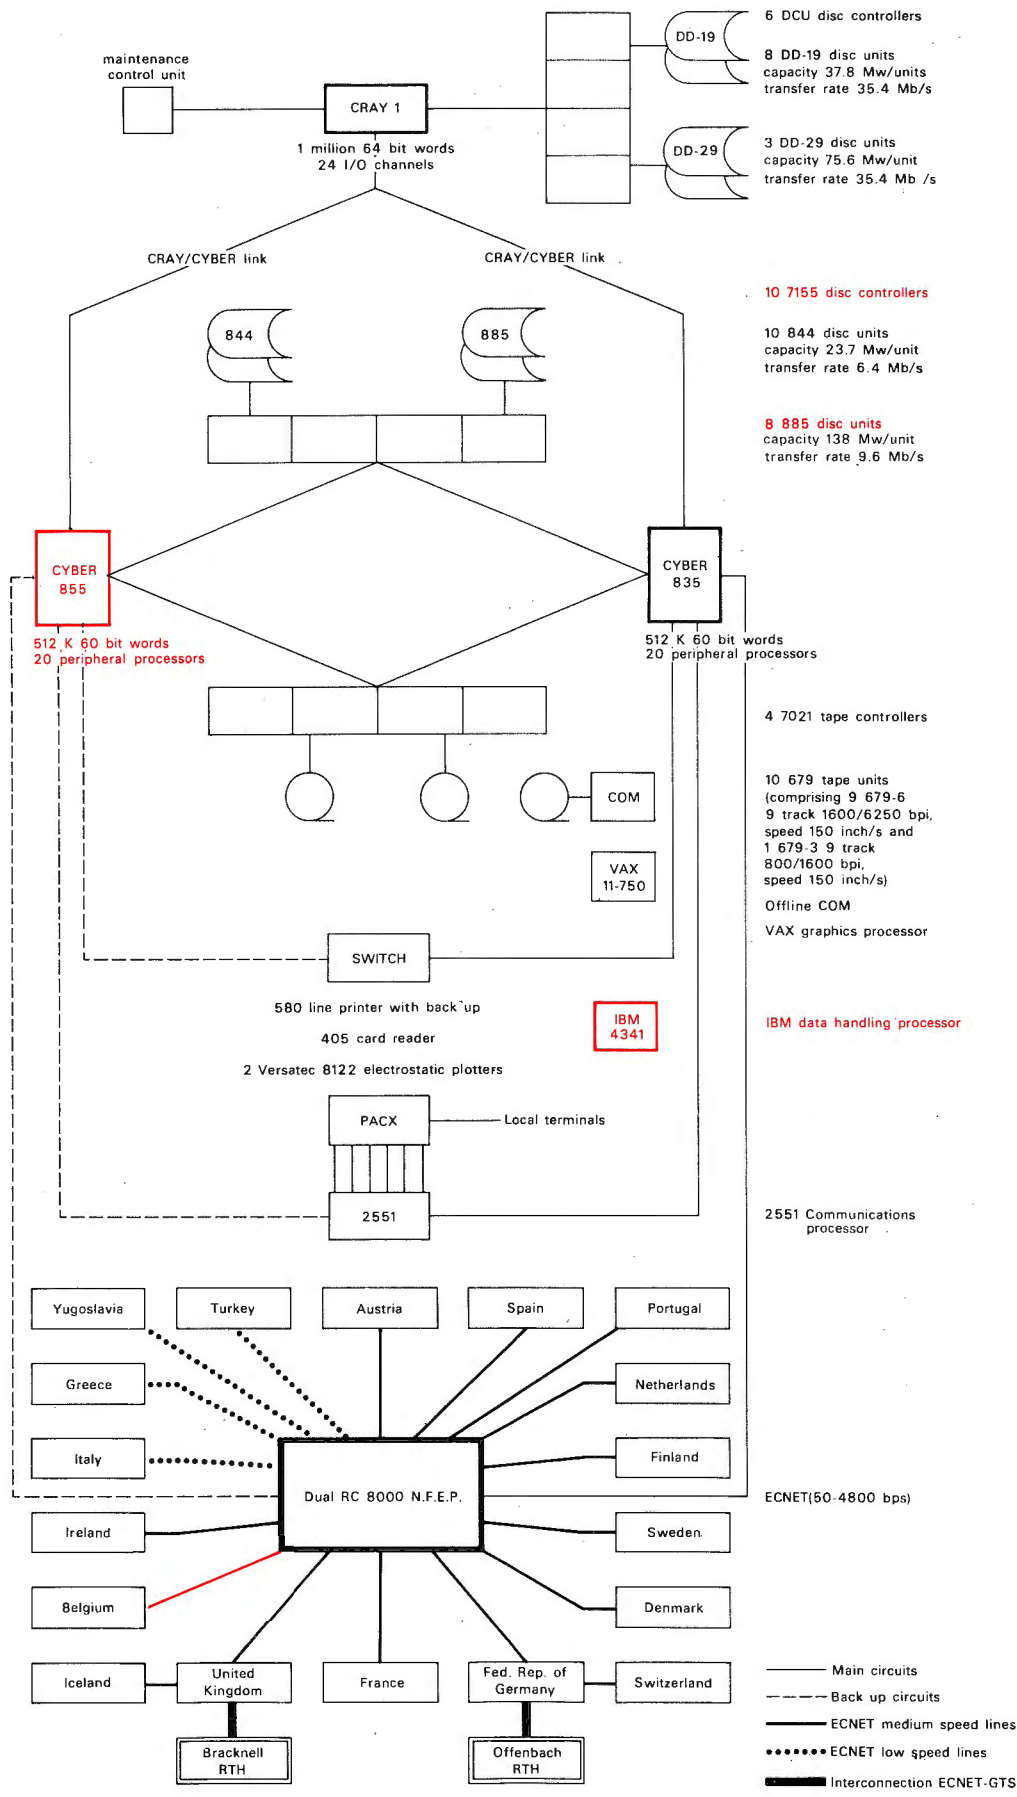 maintenance
control unit
CRAY 1
1 million 64 bit words
24 I/O channels
DD-19
DD-29
6 DCU disc controllers
8 DD-19 disc units
capacity 37.8 Mw/units
transfer rate 35.4 Mb/s
3 DD-29 disc units
capacity 75.6 Mw/unit
transfer rate 35.4 Mb /s
CRAY/CYBER link
CRAY/CYBER link
10 7155 disc controllers
844
885
10 844 disc units
capacity 23.7 Mw/unit
transfer rate 6.4 Mb/s
8 885 disc units
capacity 138 Mw/unit
transfer rate 9.6 Mb/s
CYBER
855
512 K 60 bit words
20 peripheral processors
CYBER
835
512 K 60 bit words
20 peripheral processors
4 7021 tape controllers
COM
10 679 tape units
(comprising 9 679-6
9 track 1600/6250 bpi,
speed 150 inch/s and
1 679-3 9 track
800/1600 bpi,
speed 150 inch/s)
VAX
11-750
Offline COM
VAX graphics processor
SWITCH
580 line printer with back up
405 card reader
2 Versatec 8122 electrostatic plotters
IBM
4341
IBM data handling processor
PACX
Local terminals
2551
2551 Communications
processor
Yugoslavia
Turkey
Austria
Spain
Portugal
Greece
Netherlands
Italy
Finland
Dual RC 8000 N.F.E.P.
ECNET(50-4800 bps)
Ireland
Sweden
Belgium
Denmark
Iceland
United
Kingdom
France
Fed. Rep. of
Germany
Switzerland
Bracknell
RTH
Offenbach
RTH
Main circuits
Back up circuits
ECNET medium speed lines
ECNET low speed lines
Interconnection ECNET-GTS